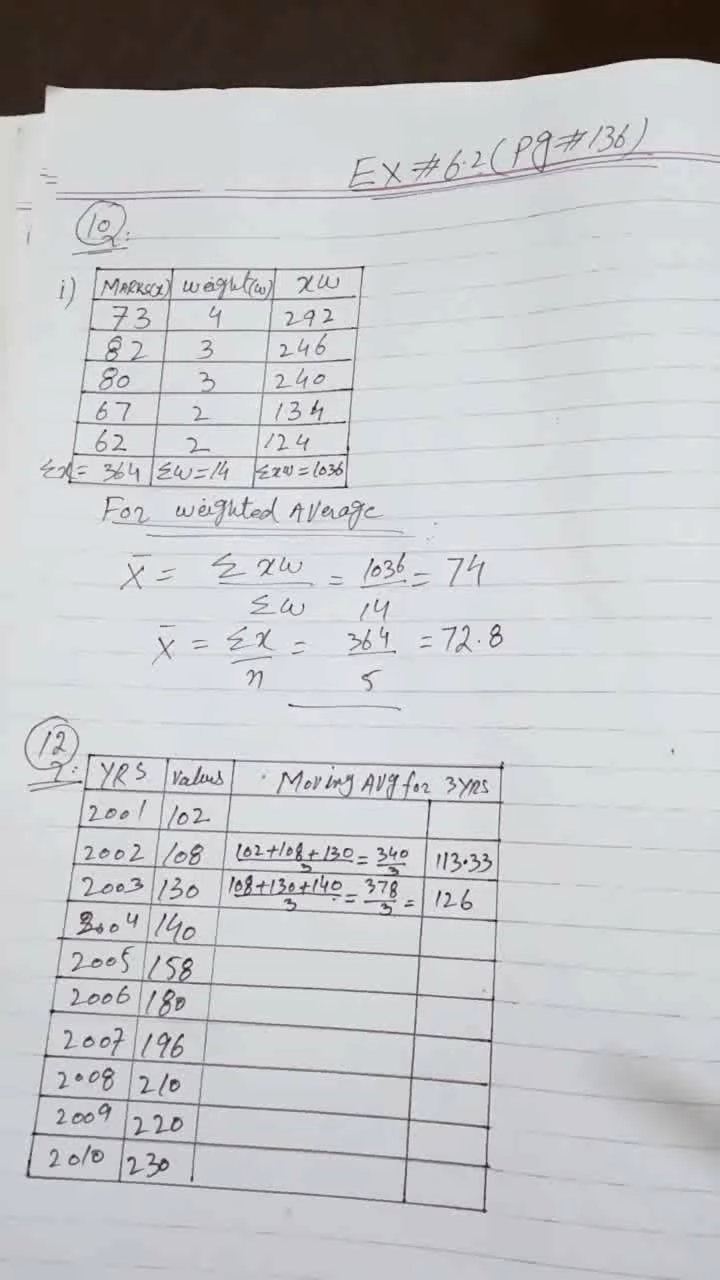 EX#6.2(Pg#136)
10 Q:
i) MARKS(x) weight(w) xw
73 4 292
82 3 246
80 3 240
67 2 134
62 2 124
Σx= 364 Σw=14 Σxw=1036
For weighted Average
X̄ = Σxw/Σw = 1036/14 = 74
X̄ = Σx/n = 364/5 = 72.8
12 Q: YRS values Moving Avg for 3 YRS
2001 102
2002 108 102+108+130/3 = 340/3 113.33
2003 130 108+130+140/3 = 378/3 = 126
2004 140
2005 158
2006 180
2007 196
2008 210
2009 220
2010 230